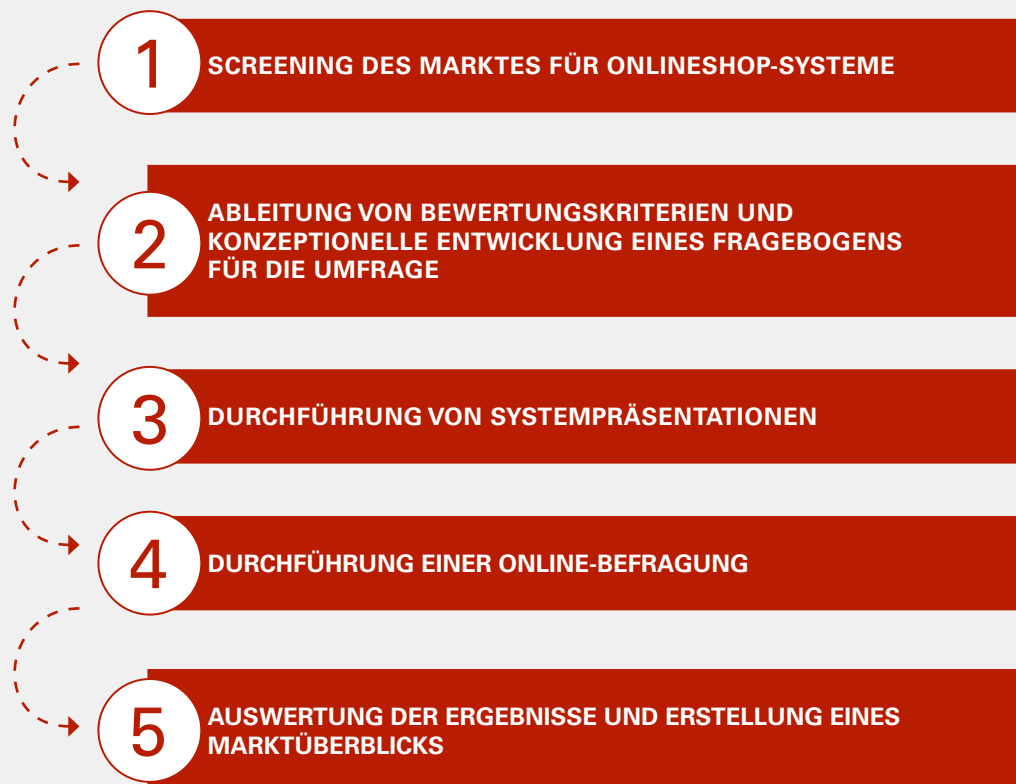 1
SCREENING DES MARKTES FÜR ONLINESHOP-SYSTEME
2
ABLEITUNG VON BEWERTUNGSKRITERIEN UND
KONZEPTIONELLE ENTWICKLUNG EINES FRAGEBOGENS
FÜR DIE UMFRAGE
3
DURCHFÜHRUNG VON SYSTEMPRÄSENTATIONEN
4
DURCHFÜHRUNG EINER ONLINE-BEFRAGUNG
5
AUSWERTUNG DER ERGEBNISSE UND ERSTELLUNG EINES
MARKTÜBERBLICKS